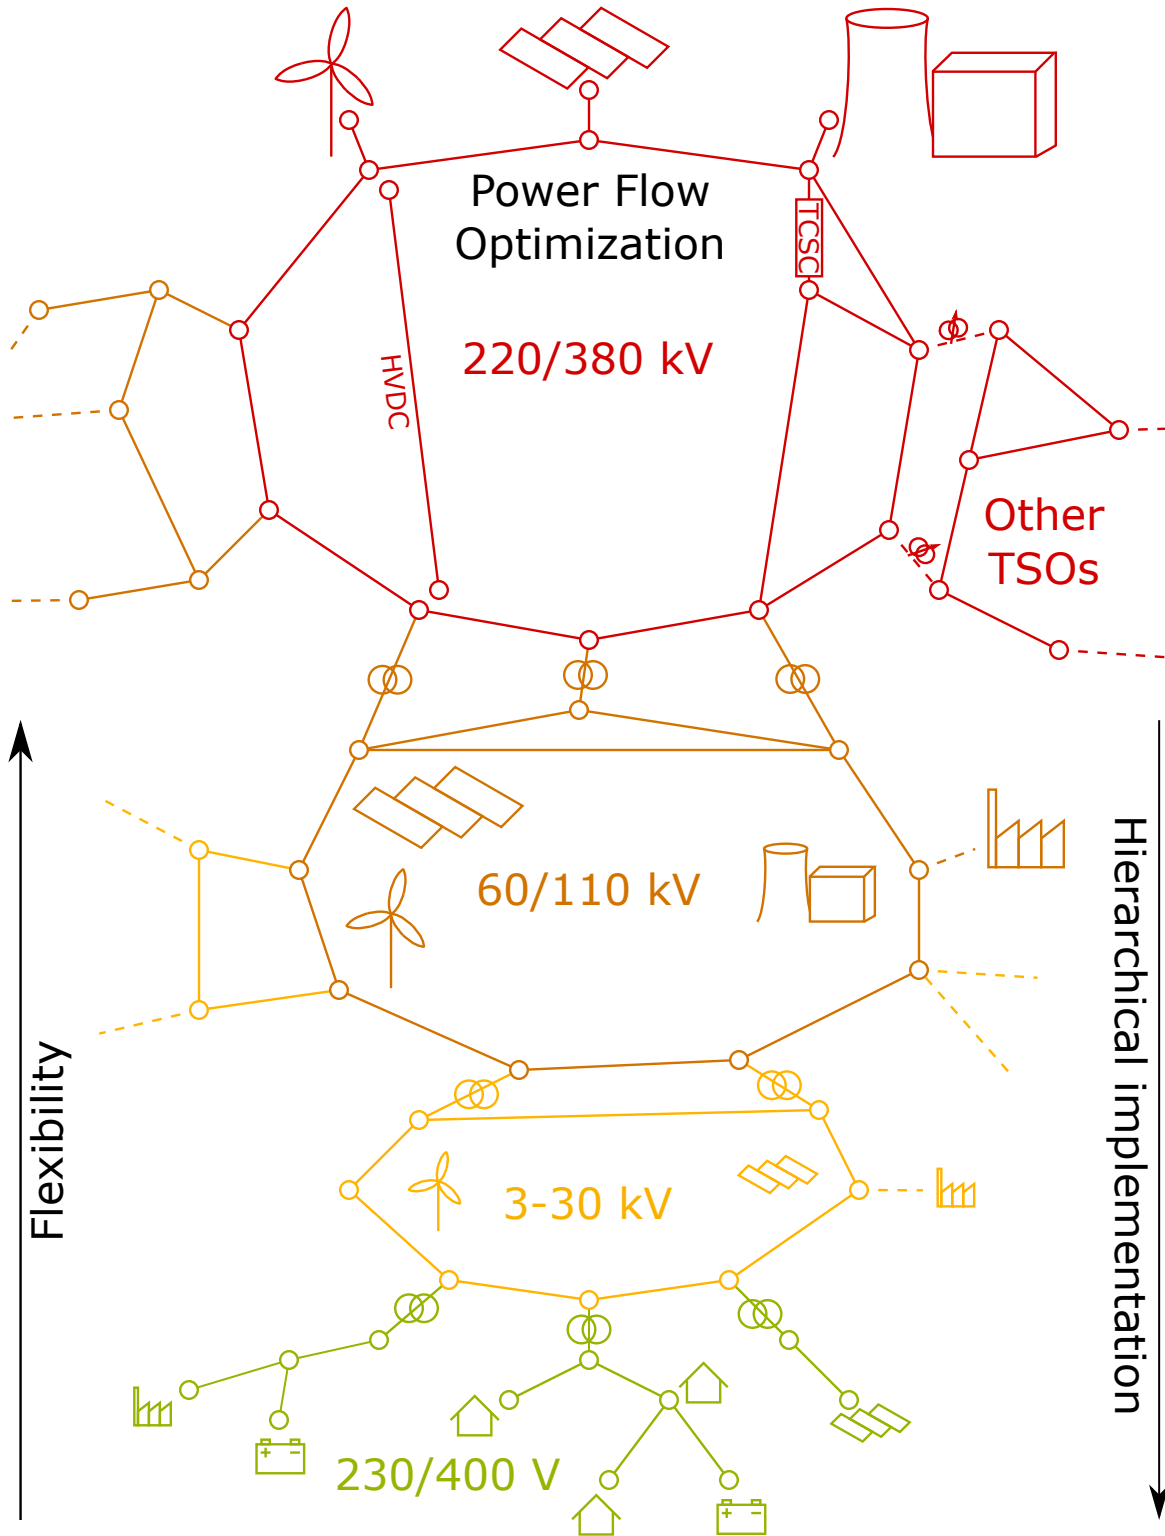 Power Flow
Optimization
TCSC
220/380 kV
HVDC
Other
TSOs
60/110 kV
Hierarchical implementation
Flexibility
3-30 kV
230/400 V